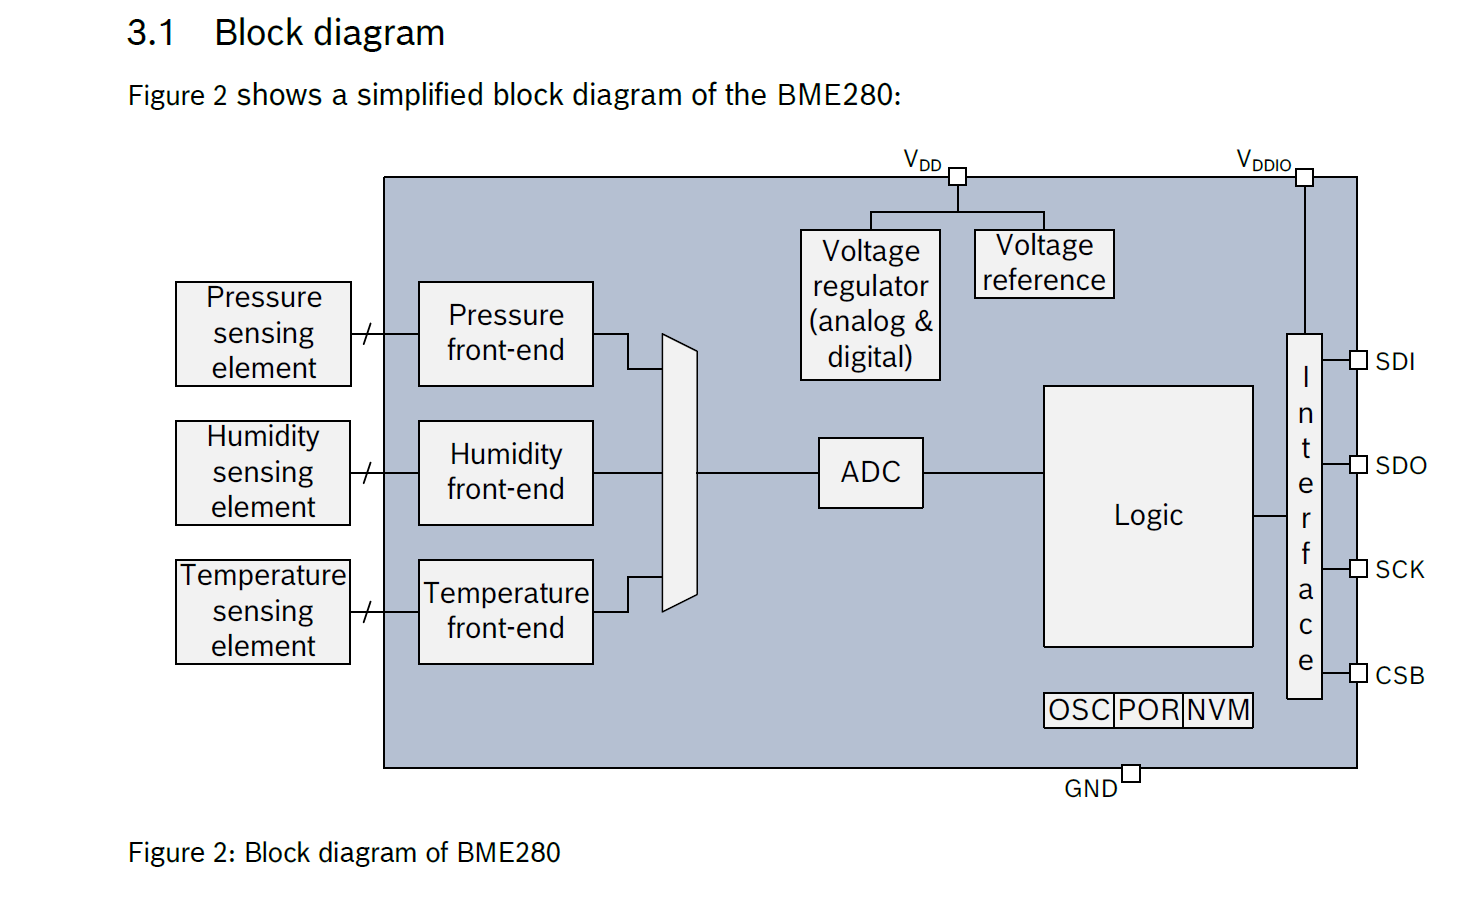 3.1 Block diagram
Figure 2 shows a simplified block diagram of the BME280:
VDD
VDDIO
Voltage
regulator
(analog &
digital)
Voltage
reference
Pressure
sensing
element
Pressure
front-end
Humidity
sensing
element
Humidity
front-end
Temperature
sensing
element
Temperature
front-end
ADC
Logic
Interface
SDI
SDO
SCK
CSB
OSC POR NVM
GND
Figure 2: Block diagram of BME280